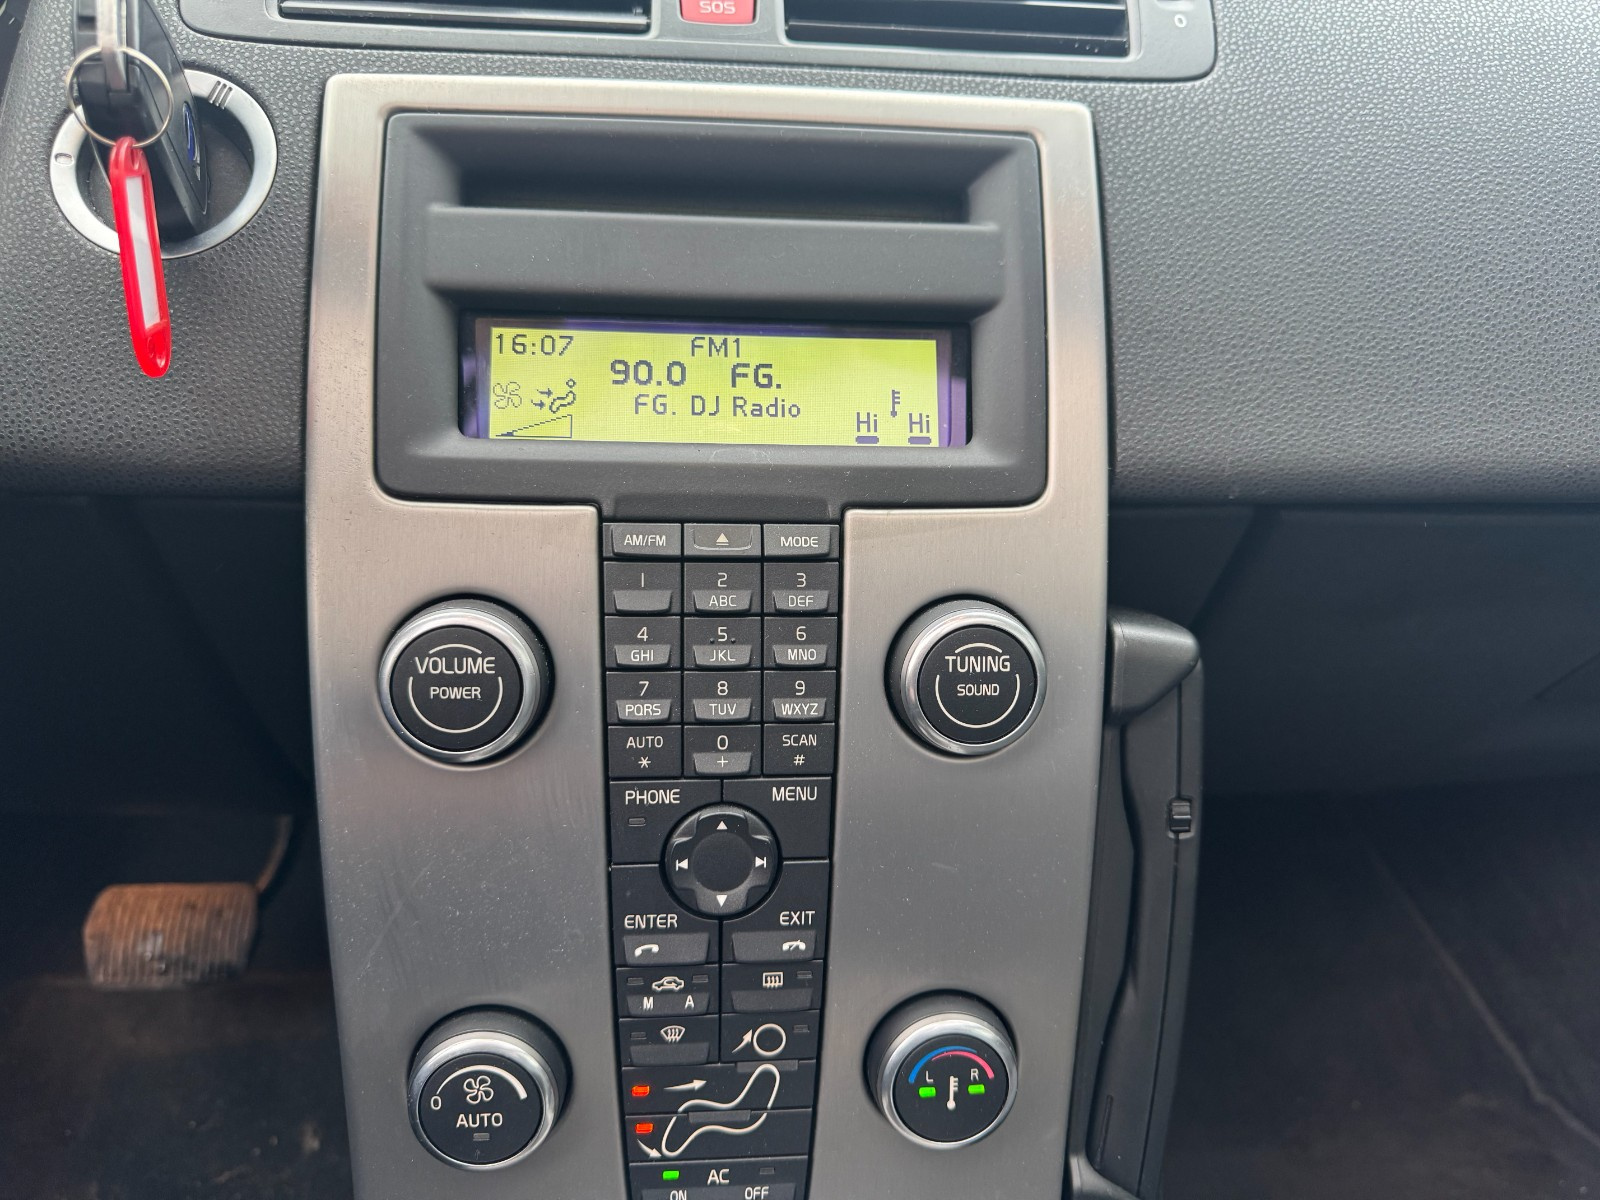 SOS
0
16:07
FM1
90.0 FG.
FG. DJ Radio
Hi Hi
AM/FM
MODE
1
2
ABC
3
DEF
4
GHI
5
JKL
6
MNO
7
PQRS
8
TUV
9
WXYZ
AUTO
*
0
+
SCAN
#
VOLUME
POWER
TUNING
SOUND
PHONE
MENU
ENTER
EXIT
M A
0
AUTO
L R
AC
ON OFF